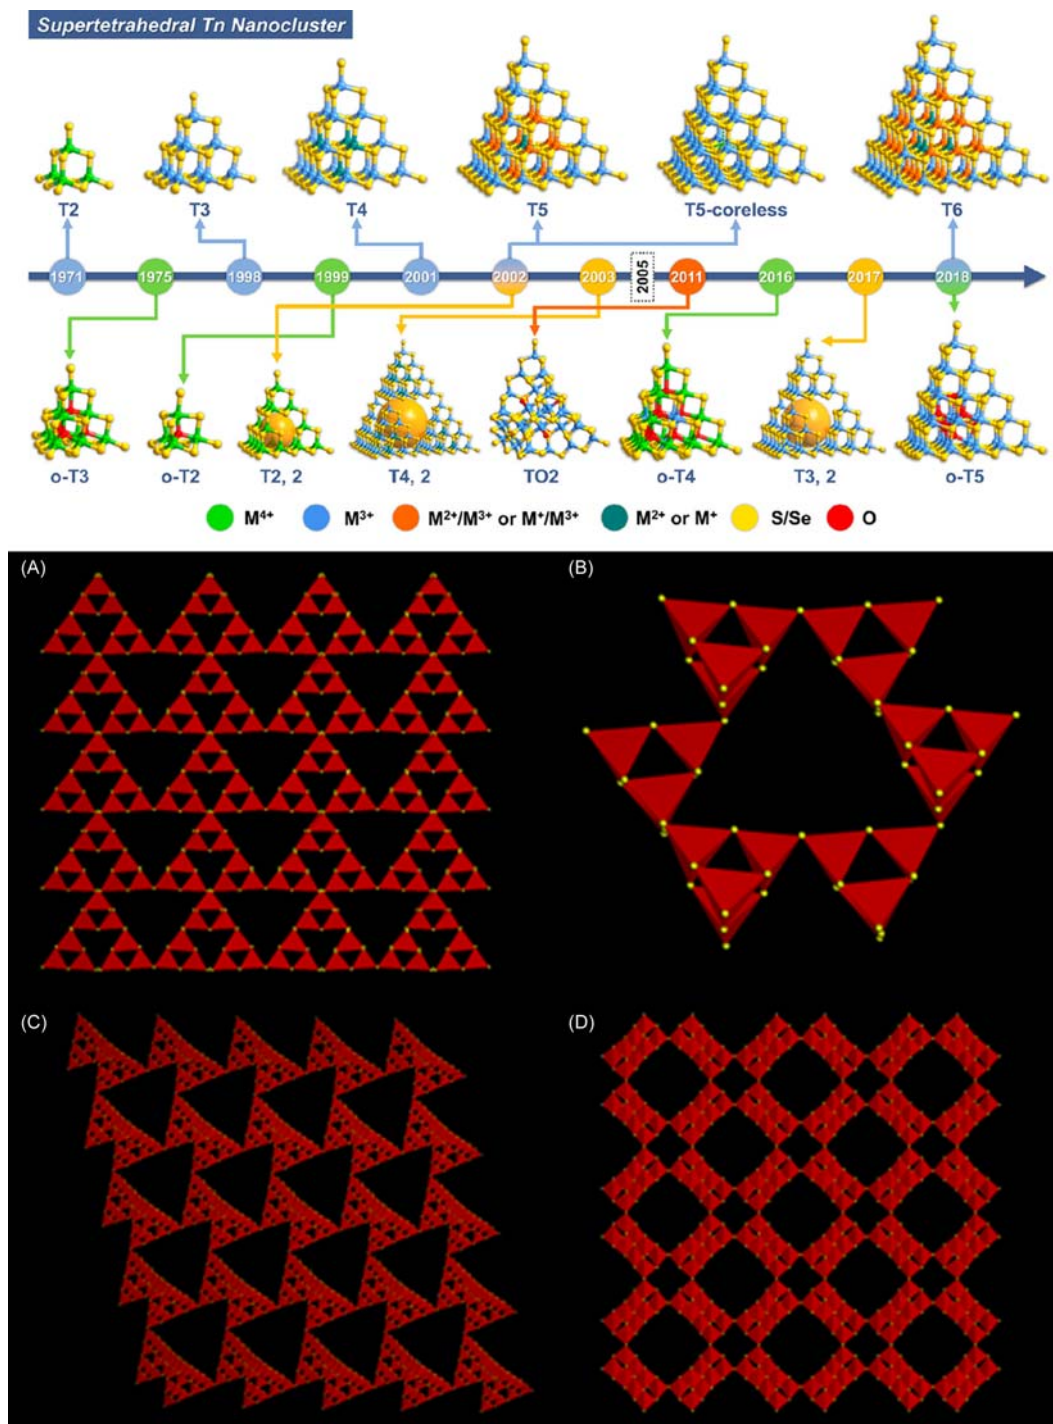 Supertetrahedral Tn Nanocluster
T2
T3
T4
T5
T5-coreless
T6
1971
1975
1998
1999
2001
2002
2003
2005
2011
2016
2017
2018
o-T3
o-T2
T2, 2
T4, 2
TO2
o-T4
T3, 2
o-T5
M⁴⁺ M³⁺ M²⁺/M³⁺ or M⁺/M³⁺ M²⁺ or M⁺ S/Se O
(A)
(B)
(C)
(D)